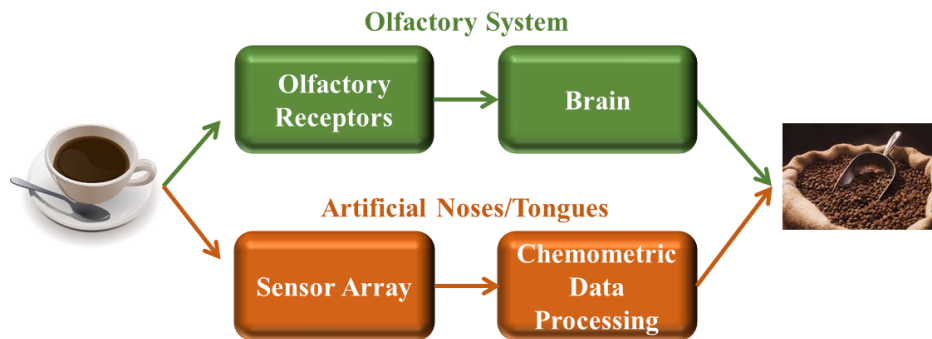 Olfactory System
Olfactory
Receptors
Brain
Artificial Noses/Tongues
Sensor Array
Chemometric
Data
Processing